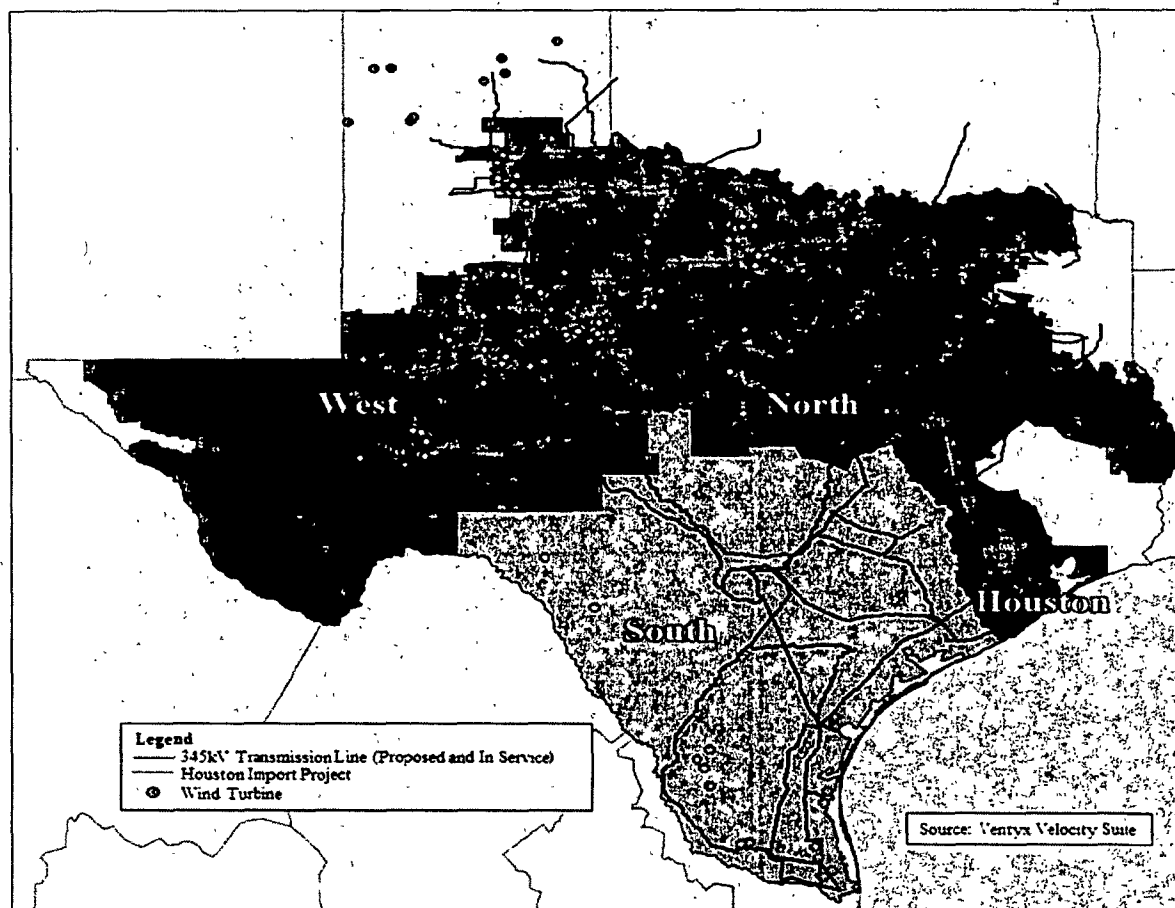 West
North
Houston
South
Legend
345kV Transmission Line (Proposed and In Service)
Houston Import Project
Wind Turbine
Source: Ventyx Velocity Suite